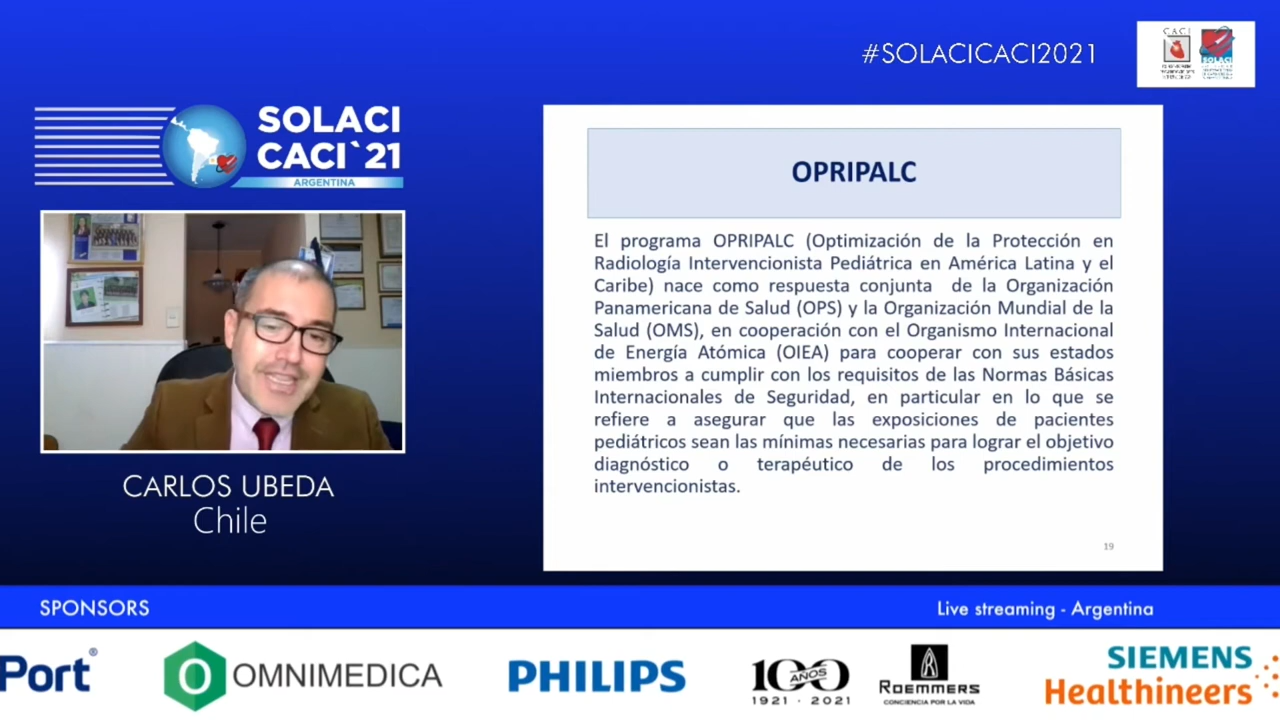 #SOLACICACI2021
C.A.C.I
SOLACI
SOLACI
CACI`21
ARGENTINA
CARLOS UBEDA
Chile
OPRIPALC
El programa OPRIPALC (Optimización de la Protección en
Radiología Intervencionista Pediátrica en América Latina y el
Caribe) nace como respuesta conjunta de la Organización
Panamericana de Salud (OPS) y la Organización Mundial de la
Salud (OMS), en cooperación con el Organismo Internacional
de Energía Atómica (OIEA) para cooperar con sus estados
miembros a cumplir con los requisitos de las Normas Básicas
Internacionales de Seguridad, en particular en lo que se
refiere a asegurar que las exposiciones de pacientes
pediátricos sean las mínimas necesarias para lograr el objetivo
diagnóstico o terapéutico de los procedimientos
intervencionistas.
19
SPONSORS
Live streaming - Argentina
Port®
OMNIMEDICA
PHILIPS
100 AÑOS
1921 · 2021
ROEMMERS
CONCIENCIA POR LA VIDA
SIEMENS
Healthineers